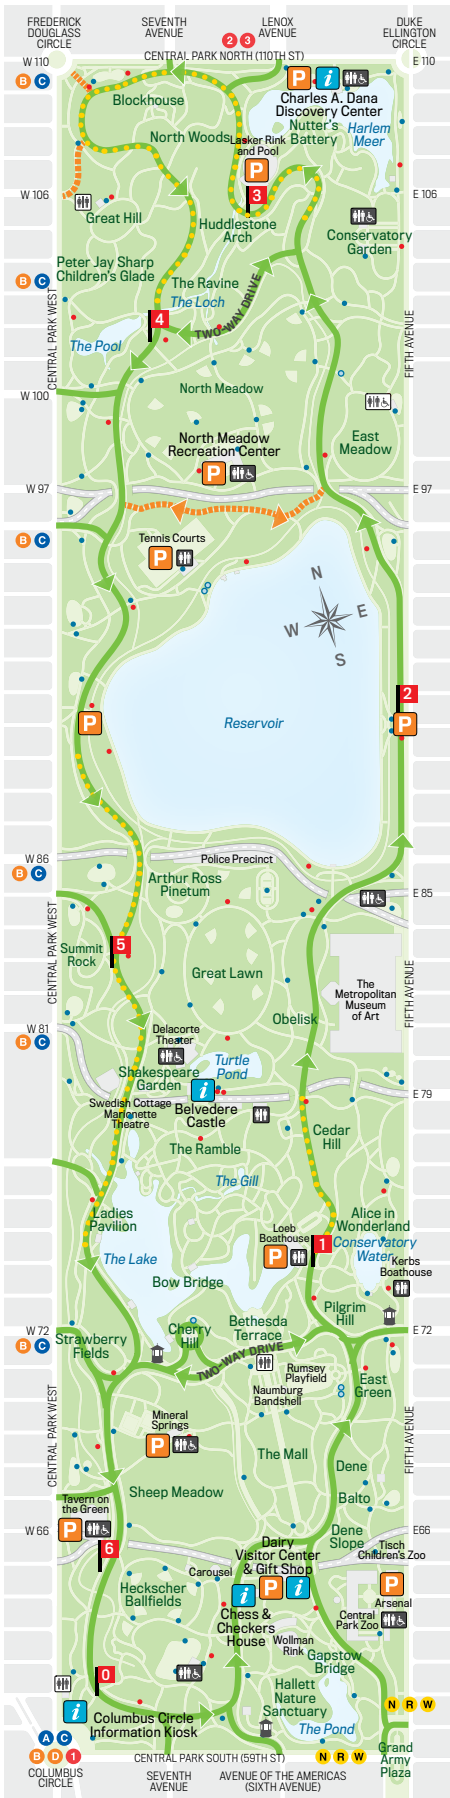 FREDERICK
DOUGLASS
CIRCLE
SEVENTH
AVENUE
LENOX
AVENUE
DUKE
ELLINGTON
CIRCLE
2 3
CENTRAL PARK NORTH (110TH ST)
W 110
E 110
B C
P i
Blockhouse
Charles A. Dana
Discovery Center
Nutter's
Battery
Harlem
Meer
North Woods
Lasker Rink
and Pool
P
W 106
3
E 106
Great Hill
Huddlestone
Arch
Conservatory
Garden
Peter Jay Sharp
Children's Glade
B C
The Ravine
The Loch
CENTRAL PARK WEST
FIFTH AVENUE
4
TWO-WAY DRIVE
The Pool
W 100
North Meadow
North Meadow
Recreation Center
P
East
Meadow
W 97
E 97
B C
Tennis Courts
P
N
W
E
S
2
P
P
Reservoir
W 86
B C
Police Precinct
Arthur Ross
Pinetum
E 85
CENTRAL PARK WEST
5
Summit
Rock
Great Lawn
The
Metropolitan
Museum
of Art
FIFTH AVENUE
Obelisk
W 81
B C
Delacorte
Theater
Turtle
Pond
Shakespeare
Garden
i
E 79
Swedish Cottage
Marionette
Theatre
Belvedere
Castle
Cedar
Hill
The Ramble
The Gill
Ladies
Pavilion
Alice in
Wonderland
Loeb
Boathouse
P
1
Conservatory
Water
The Lake
Kerbs
Boathouse
Bow Bridge
Pilgrim
Hill
W 72
B C
Strawberry
Fields
Cherry
Hill
Bethesda
Terrace
E 72
TWO-WAY DRIVE
Rumsey
Playfield
Naumburg
Bandshell
East
Green
CENTRAL PARK WEST
FIFTH AVENUE
Mineral
Springs
P
The Mall
Dene
Sheep Meadow
Balto
Tavern on
the Green
W 66
P
6
Dene
Slope
E66
Dairy
Visitor Center
& Gift Shop
Tisch
Children's Zoo
Carousel
i P i
P
Heckscher
Ballfields
Arsenal
Chess &
Checkers
House
Central
Park Zoo
Wollman
Rink
Gapstow
Bridge
0
Hallett
Nature
Sanctuary
N R W
i
Columbus Circle
Information Kiosk
The Pond
A C
B D 1
COLUMBUS
CIRCLE
CENTRAL PARK SOUTH (59TH ST)
N R W
Grand
Army
Plaza
SEVENTH
AVENUE
AVENUE OF THE AMERICAS
(SIXTH AVENUE)